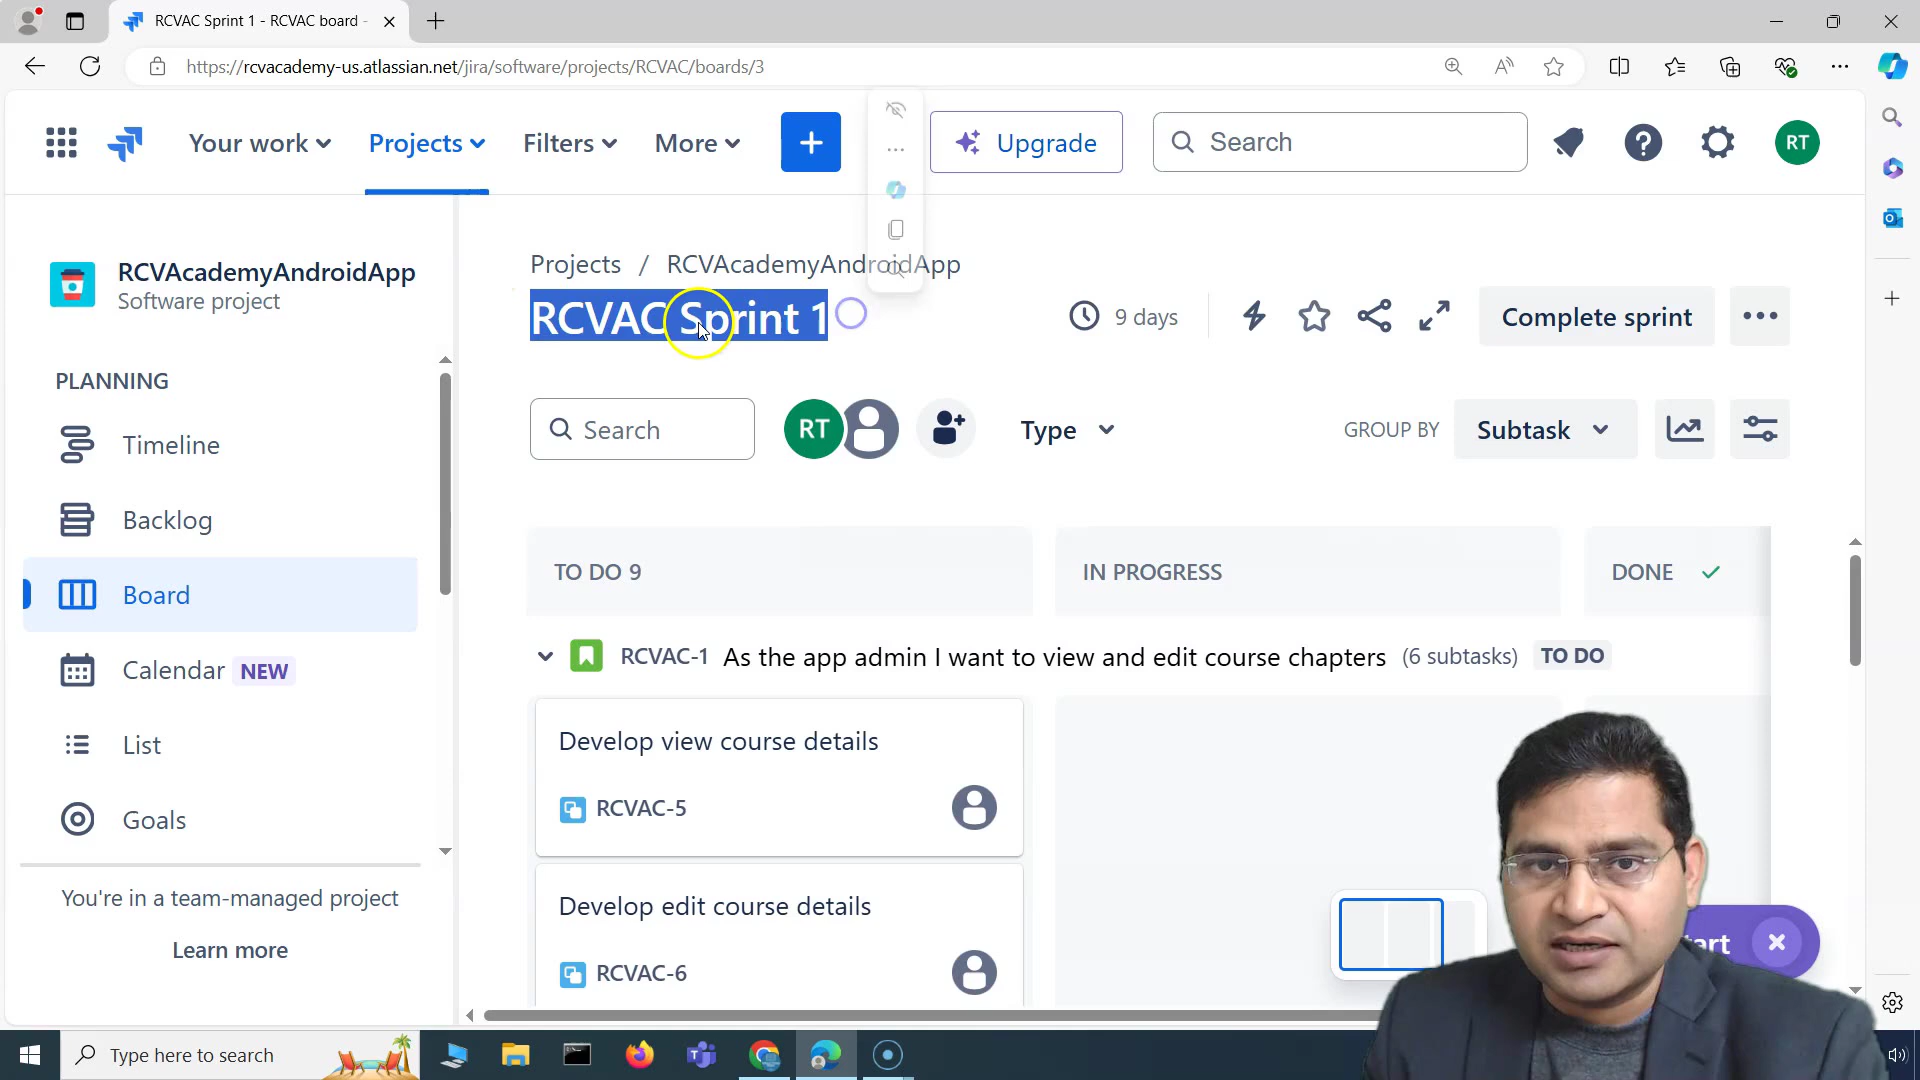 RCVAC Sprint 1 - RCVAC board -
https://rcvacademy-us.atlassian.net/jira/software/projects/RCVAC/boards/3
Your work
Projects
Filters
More
Upgrade
Search
RT
RCVAcademyAndroidApp
Software project
Projects / RCVAcademyAndroidApp
RCVAC Sprint 1
9 days
Complete sprint
PLANNING
Timeline
Backlog
Board
Calendar NEW
List
Goals
You're in a team-managed project
Learn more
Search
RT
Type
GROUP BY
Subtask
TO DO 9
IN PROGRESS
DONE
RCVAC-1 As the app admin I want to view and edit course chapters (6 subtasks) TO DO
Develop view course details
RCVAC-5
Develop edit course details
RCVAC-6
Type here to search